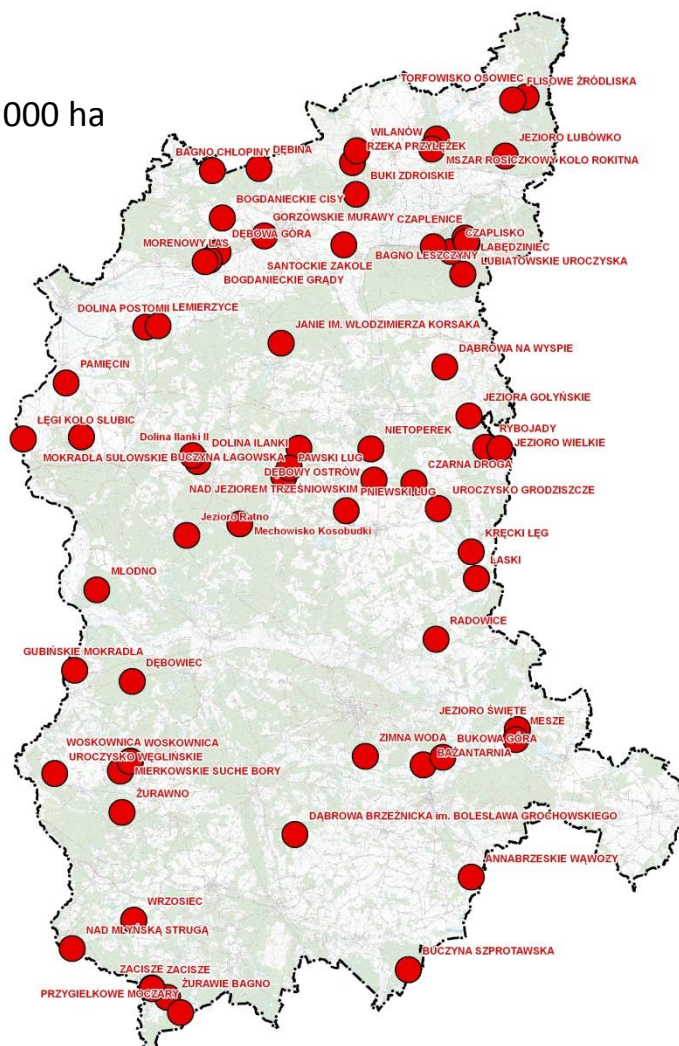 000 ha
TORFOWISKO OSOWIEC
FLISOWE ŹRÓDLISKA
WILANÓW
RZEKA PRZYŁĘŻEK
JEZIORO ŁUBÓWKO
BAGNO CHŁOPINY
DĘBINA
MSZAR ROSICZKOWY KOŁO ROKITNA
BUKI ZDROISKIE
BOGDANIECKIE CISY
GORZOWSKIE MURAWY
CZAPLENICE
DĘBOWA GÓRA
CZAPLISKO
MORENOWY LAS
ŁABĘDZINIEC
BAGNO LESZCZYNY
SANTOCKIE ZAKOLE
LUBIATOWSKIE UROCZYSKA
BOGDANIECKIE GRĄDY
DOLINA POSTOMII
LEMIERZYCE
JANIE IM. WŁODZIMIERZA KORSAKA
DĄBROWA NA WYSPIE
PAMIĘCIN
JEZIORA GOŁYŃSKIE
ŁĘGI KOŁO SŁUBIC
Dolina Ilanki II
DOLINA ILANKI
NIETOPEREK
RYBOJADY
JEZIORO WIELKIE
MOKRADŁA SUŁOWSKIE
BUCZYNA ŁAGOWSKA
PAWSKI ŁUG
CZARNA DROGA
DĘBOWY OSTRÓW
NAD JEZIOREM TRZEŚNIOWSKIM
PNIEWSKI ŁUG
UROCZYSKO GRODZISZCZE
Jezioro Ratno
Mechowisko Kosobudki
KRĘCKI ŁĘG
ŁASKI
MŁODNO
RADOWICE
GUBIŃSKIE MOKRADŁA
DĘBOWIEC
JEZIORO ŚWIĘTE
MESZE
WOSKOWNICA
WOSKOWNICA
ZIMNA WODA
BUKOWA GÓRA
UROCZYSKO WĘGLIŃSKIE
BAŻANTARNIA
MIERKOWSKIE SUCHE BORY
ŻURAWNO
DĄBROWA BRZEŹNICKA im. BOLESŁAWA GROCHOWSKIEGO
ANNABRZESKIE WĄWOZY
WRZOSIEC
NAD MŁYŃSKĄ STRUGĄ
BUCZYNA SZPROTAWSKA
ZACISZE
ZACISZE
ŻURAWIE BAGNO
PRZYGIEŁKOWE MOCZARY